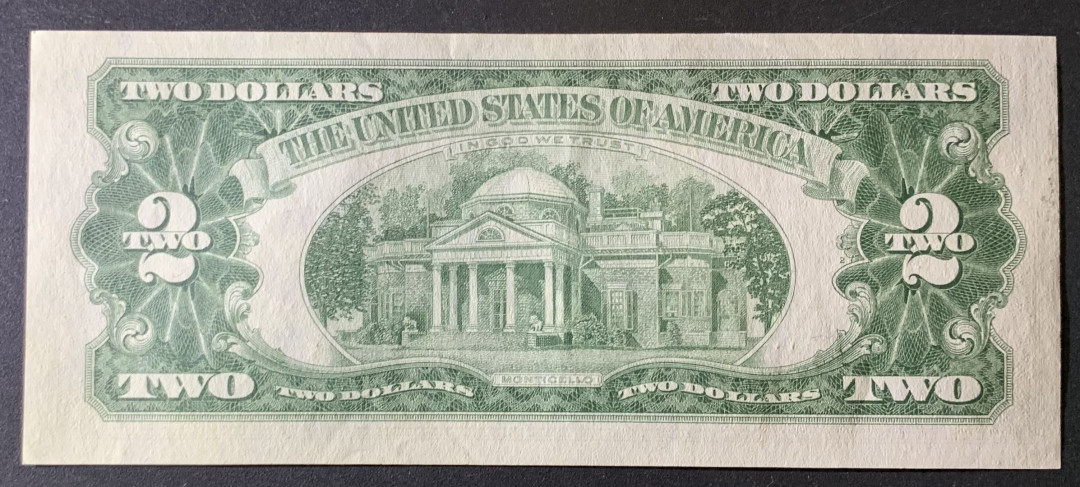 TWO DOLLARS TWO DOLLARS
THE UNITED STATES OF AMERICA
IN GOD WE TRUST
2 2
TWO TWO
MONTICELLO
TWO TWO DOLLARS TWO DOLLARS TWO